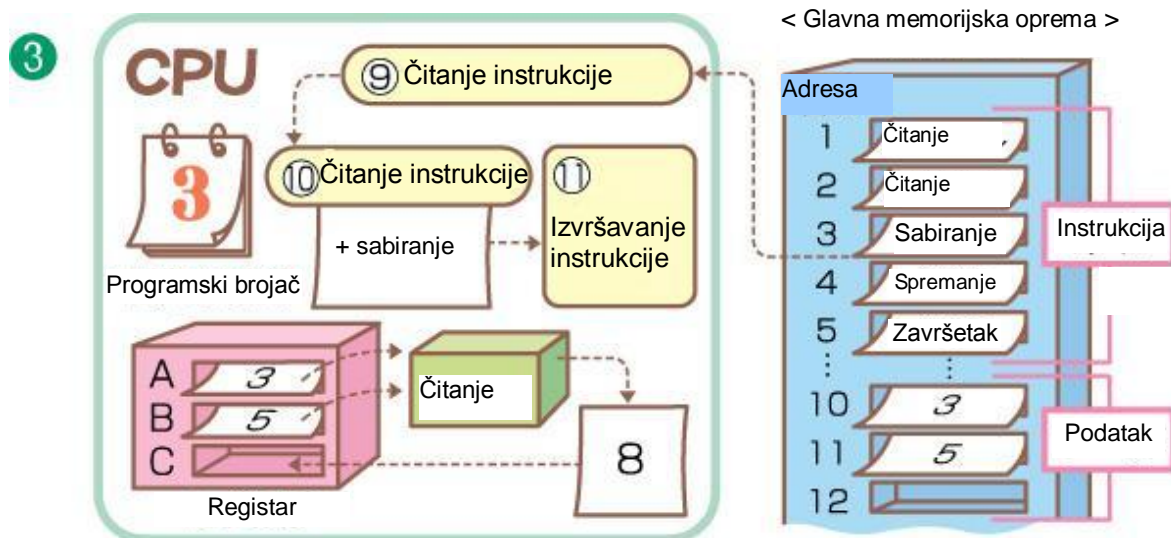 3
CPU
< Glavna memorijska oprema >
⑨ Čitanje instrukcije
3
Programski brojač
⑩ Čitanje instrukcije
+ sabiranje
⑪
Izvršavanje
instrukcije
A 3
B 5
C
Registar
Čitanje
8
Adresa
1 Čitanje
2 Čitanje
3 Sabiranje
4 Spremanje
5 Završetak
⋮ ⋮
10 3
11 5
12
Instrukcija
Podatak